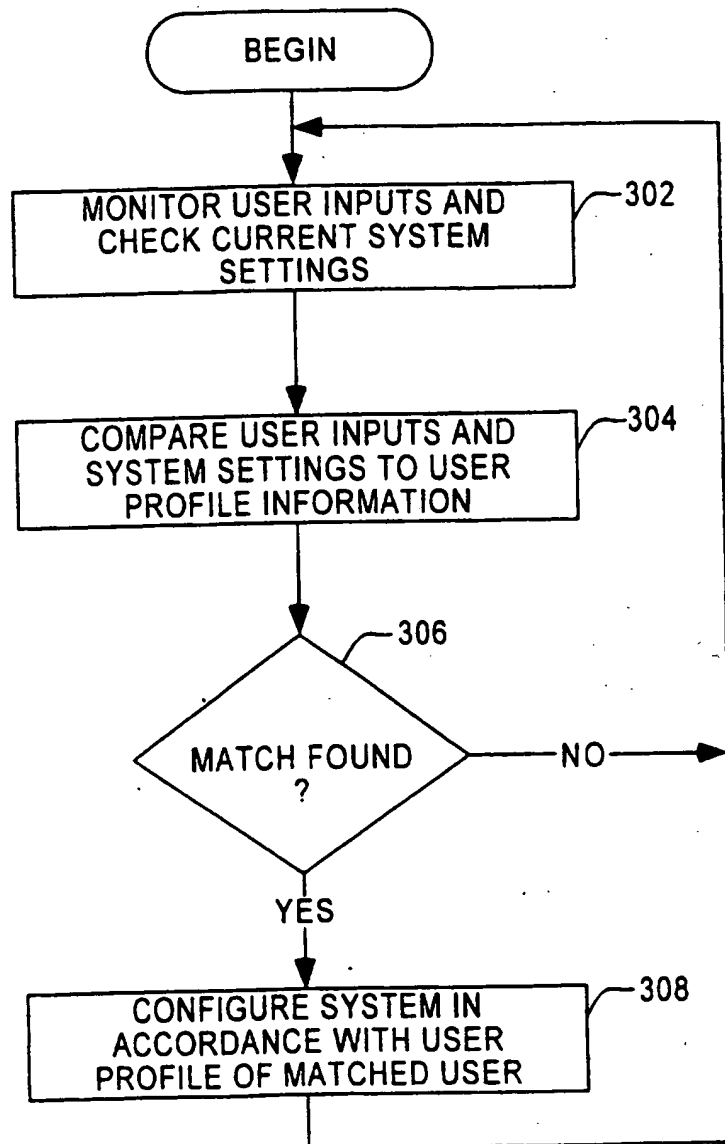 BEGIN
MONITOR USER INPUTS AND
CHECK CURRENT SYSTEM
SETTINGS
302
COMPARE USER INPUTS AND
SYSTEM SETTINGS TO USER
PROFILE INFORMATION
304
306
MATCH FOUND
?
NO
YES
CONFIGURE SYSTEM IN
ACCORDANCE WITH USER
PROFILE OF MATCHED USER
308